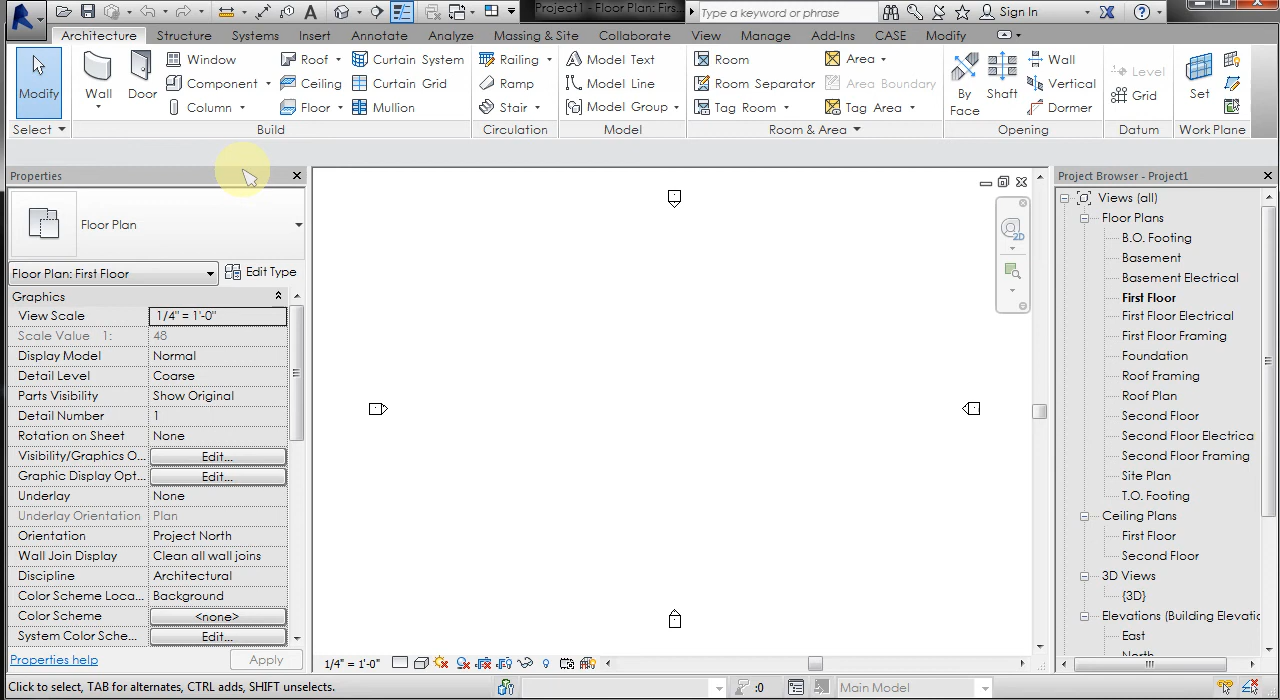 Project1 - Floor Plan: Firs...
Type a keyword or phrase
Sign In
Architecture Structure Systems Insert Annotate Analyze Massing & Site Collaborate View Manage Add-Ins CASE Modify
Modify
Wall
Door
Window
Component
Column
Roof
Ceiling
Floor
Curtain System
Curtain Grid
Mullion
Railing
Ramp
Stair
Model Text
Model Line
Model Group
Room
Room Separator
Tag Room
Area
Area Boundary
Tag Area
By
Face
Shaft
Wall
Vertical
Dormer
Level
Grid
Set
Select Build Circulation Model Room & Area Opening Datum Work Plane
Properties
Floor Plan
Floor Plan: First Floor Edit Type
Graphics
View Scale 1/4" = 1'-0"
Scale Value 1: 48
Display Model Normal
Detail Level Coarse
Parts Visibility Show Original
Detail Number 1
Rotation on Sheet None
Visibility/Graphics O... Edit...
Graphic Display Opt... Edit...
Underlay None
Underlay Orientation Plan
Orientation Project North
Wall Join Display Clean all wall joins
Discipline Architectural
Color Scheme Loca... Background
Color Scheme <none>
System Color Sche... Edit...
Properties help Apply
2D
1/4" = 1'-0"
Project Browser - Project1
Views (all)
Floor Plans
B.O. Footing
Basement
Basement Electrical
First Floor
First Floor Electrical
First Floor Framing
Foundation
Roof Framing
Roof Plan
Second Floor
Second Floor Electrica
Second Floor Framing
Site Plan
T.O. Footing
Ceiling Plans
First Floor
Second Floor
3D Views
{3D}
Elevations (Building Elevatio
East
North
Click to select, TAB for alternates, CTRL adds, SHIFT unselects.
:0
Main Model